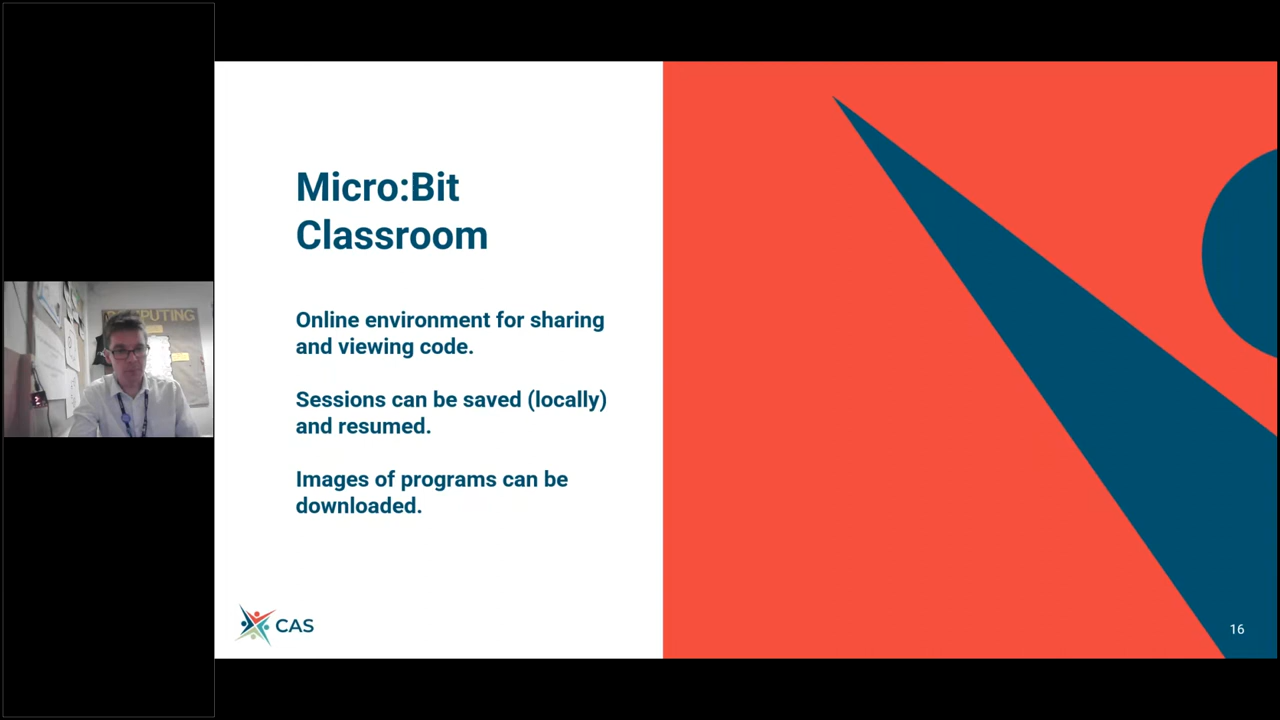 Micro:Bit
Classroom
Online environment for sharing
and viewing code.
Sessions can be saved (locally)
and resumed.
Images of programs can be
downloaded.
CAS
16
COMPUTING